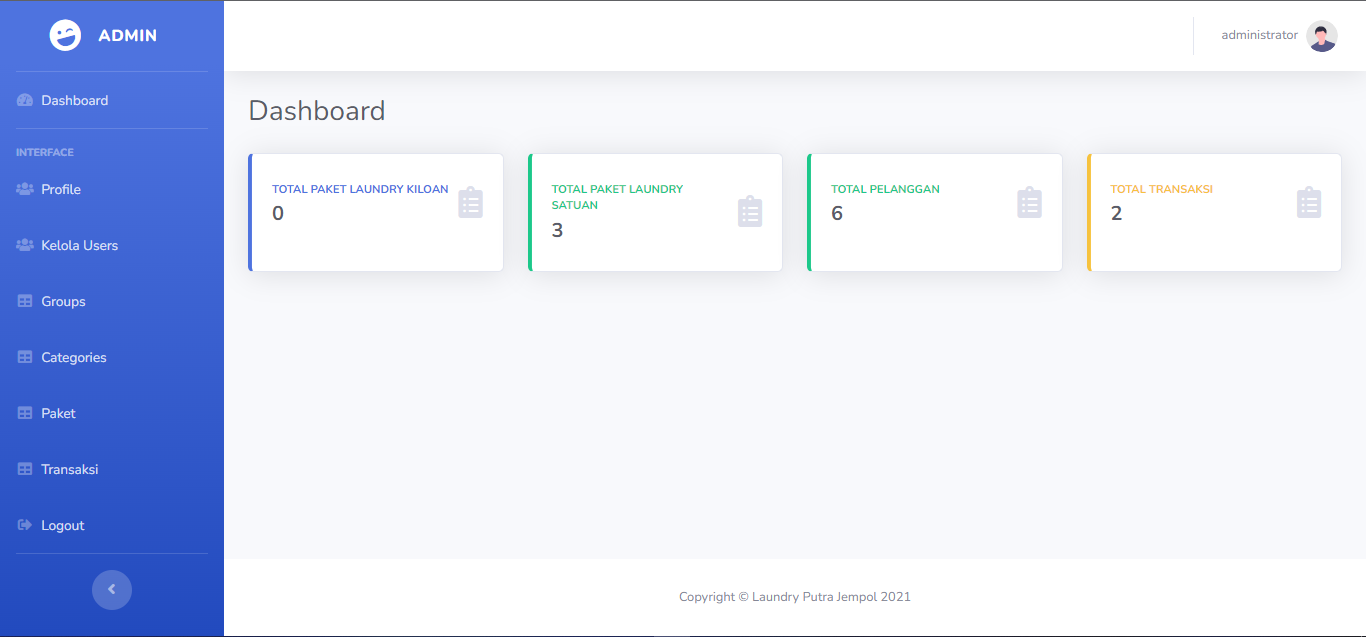 ADMIN
administrator
Dashboard
INTERFACE
Profile
Kelola Users
Groups
Categories
Paket
Transaksi
Logout
Dashboard
TOTAL PAKET LAUNDRY KILOAN
0
TOTAL PAKET LAUNDRY
SATUAN
3
TOTAL PELANGGAN
6
TOTAL TRANSAKSI
2
Copyright © Laundry Putra Jempol 2021